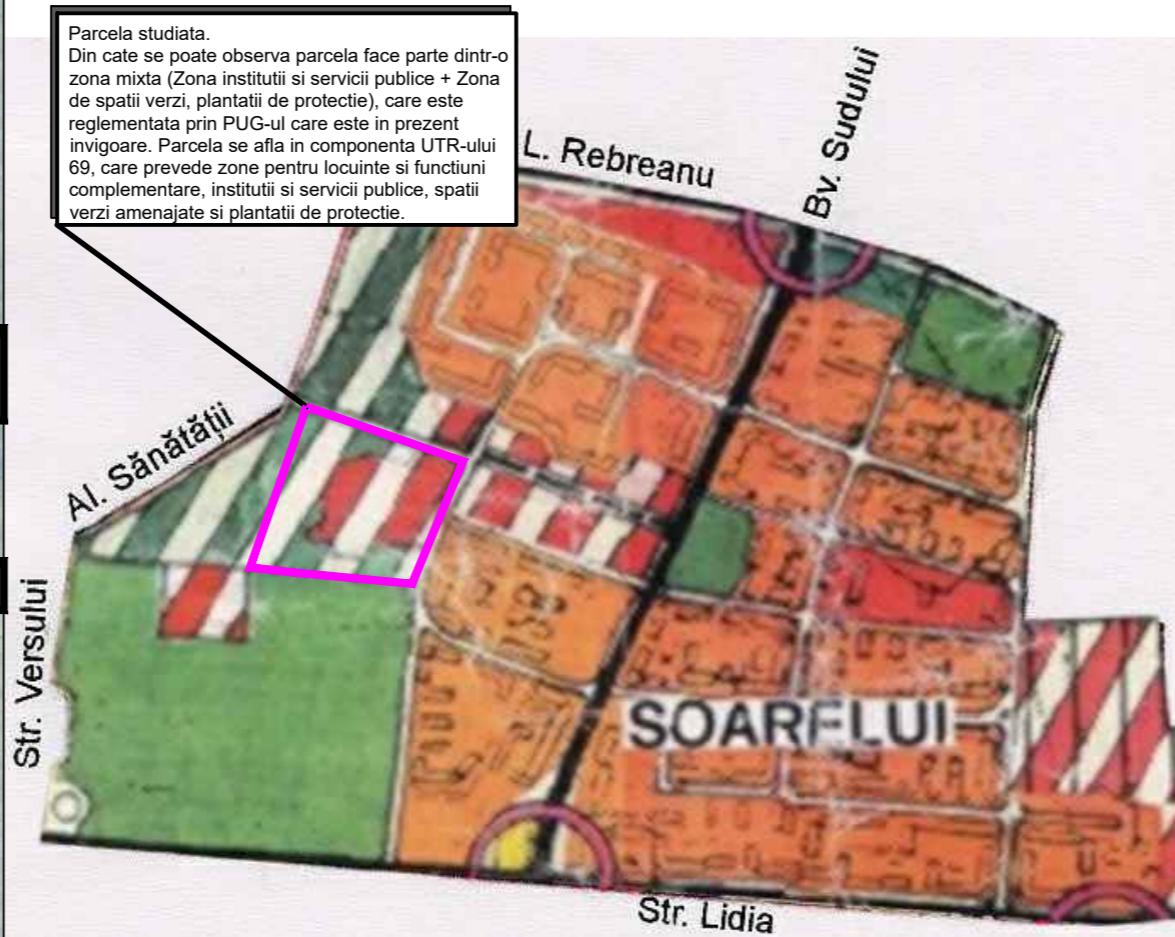 Parcela studiata.
Din cate se poate observa parcela face parte dintr-o
zona mixta (Zona institutii si servicii publice + Zona
de spatii verzi, plantatii de protectie), care este
reglementata prin PUG-ul care este in prezent
invigoare. Parcela se afla in componenta UTR-ului
69, care prevede zone pentru locuinte si functiuni
complementare, institutii si servicii publice, spatii
verzi amenajate si plantatii de protectie.
L. Rebreanu
Bv. Sudului
Al. Sănătății
Str. Versului
SOARELUI
Str. Lidia